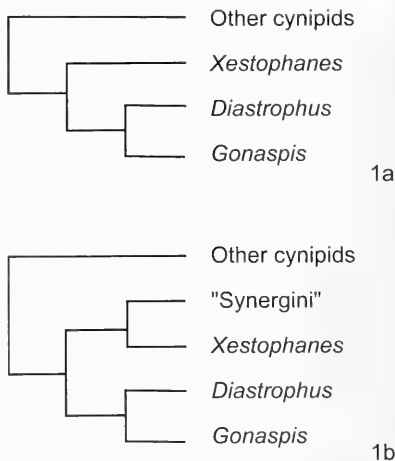 Other cynipids
Xestophanes
Diastrophus
Gonaspis
1a
Other cynipids
"Synergini"
Xestophanes
Diastrophus
Gonaspis
1b